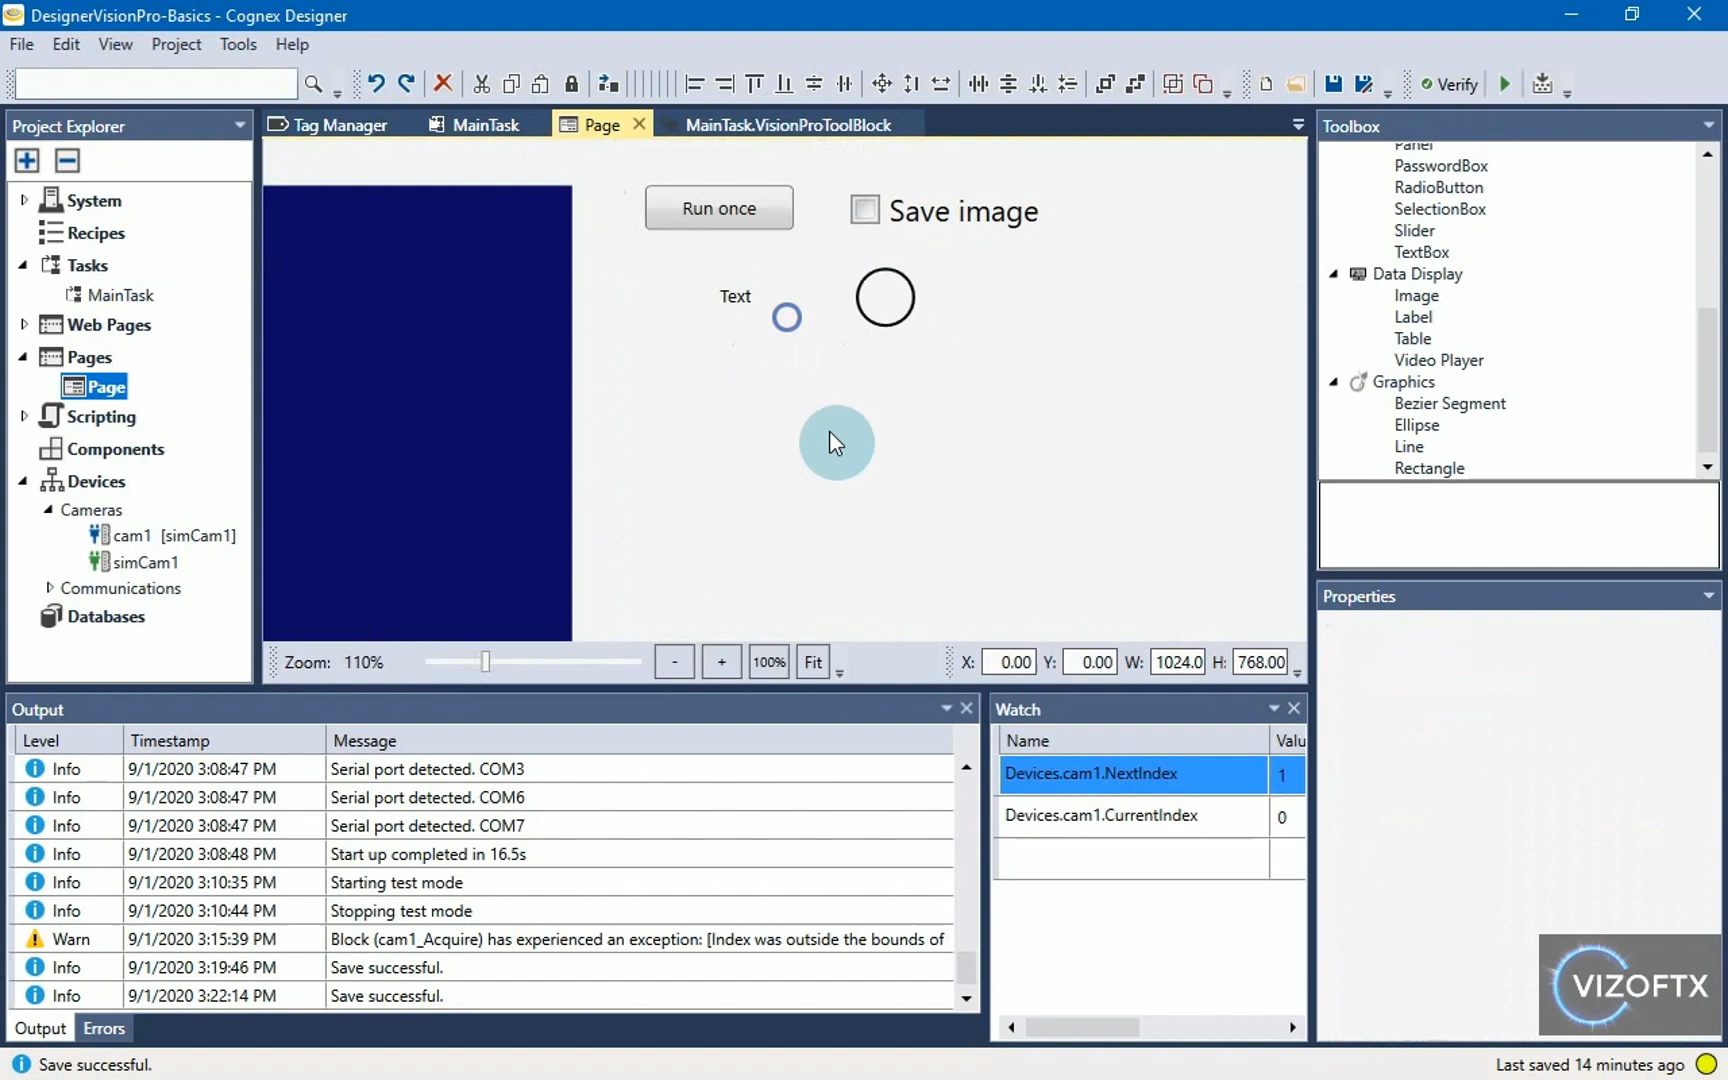 DesignerVisionPro-Basics - Cognex Designer
File Edit View Project Tools Help
Verify
Project Explorer
System
Recipes
Tasks
MainTask
Web Pages
Pages
Page
Scripting
Components
Devices
Cameras
cam1 [simCam1]
simCam1
Communications
Databases
Tag Manager MainTask Page MainTask.VisionProToolBlock
Run once Save image
Text
Zoom: 110% - + 100% Fit X: 0.00 Y: 0.00 W: 1024.0 H: 768.00
Toolbox
Panel
PasswordBox
RadioButton
SelectionBox
Slider
TextBox
Data Display
Image
Label
Table
Video Player
Graphics
Bezier Segment
Ellipse
Line
Rectangle
Properties
Output
Level Timestamp Message
Info 9/1/2020 3:08:47 PM Serial port detected. COM3
Info 9/1/2020 3:08:47 PM Serial port detected. COM6
Info 9/1/2020 3:08:47 PM Serial port detected. COM7
Info 9/1/2020 3:08:48 PM Start up completed in 16.5s
Info 9/1/2020 3:10:35 PM Starting test mode
Info 9/1/2020 3:10:44 PM Stopping test mode
Warn 9/1/2020 3:15:39 PM Block (cam1_Acquire) has experienced an exception: [Index was outside the bounds of
Info 9/1/2020 3:19:46 PM Save successful.
Info 9/1/2020 3:22:14 PM Save successful.
Output Errors
Watch
Name Valu
Devices.cam1.NextIndex 1
Devices.cam1.CurrentIndex 0
VIZOFTX
Save successful.
Last saved 14 minutes ago